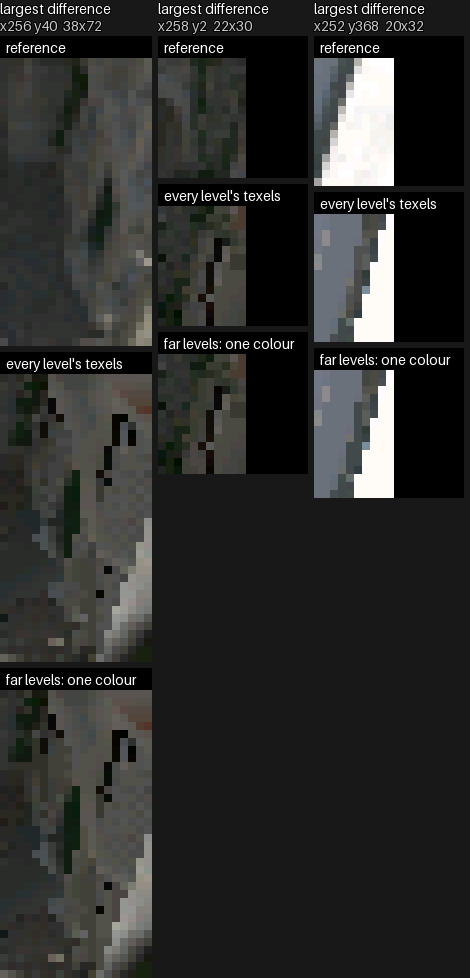 largest difference
x256 y40 38x72
reference
every level's texels
far levels: one colour
largest difference
x258 y2 22x30
reference
every level's texels
far levels: one colour
largest difference
x252 y368 20x32
reference
every level's texels
far levels: one colour